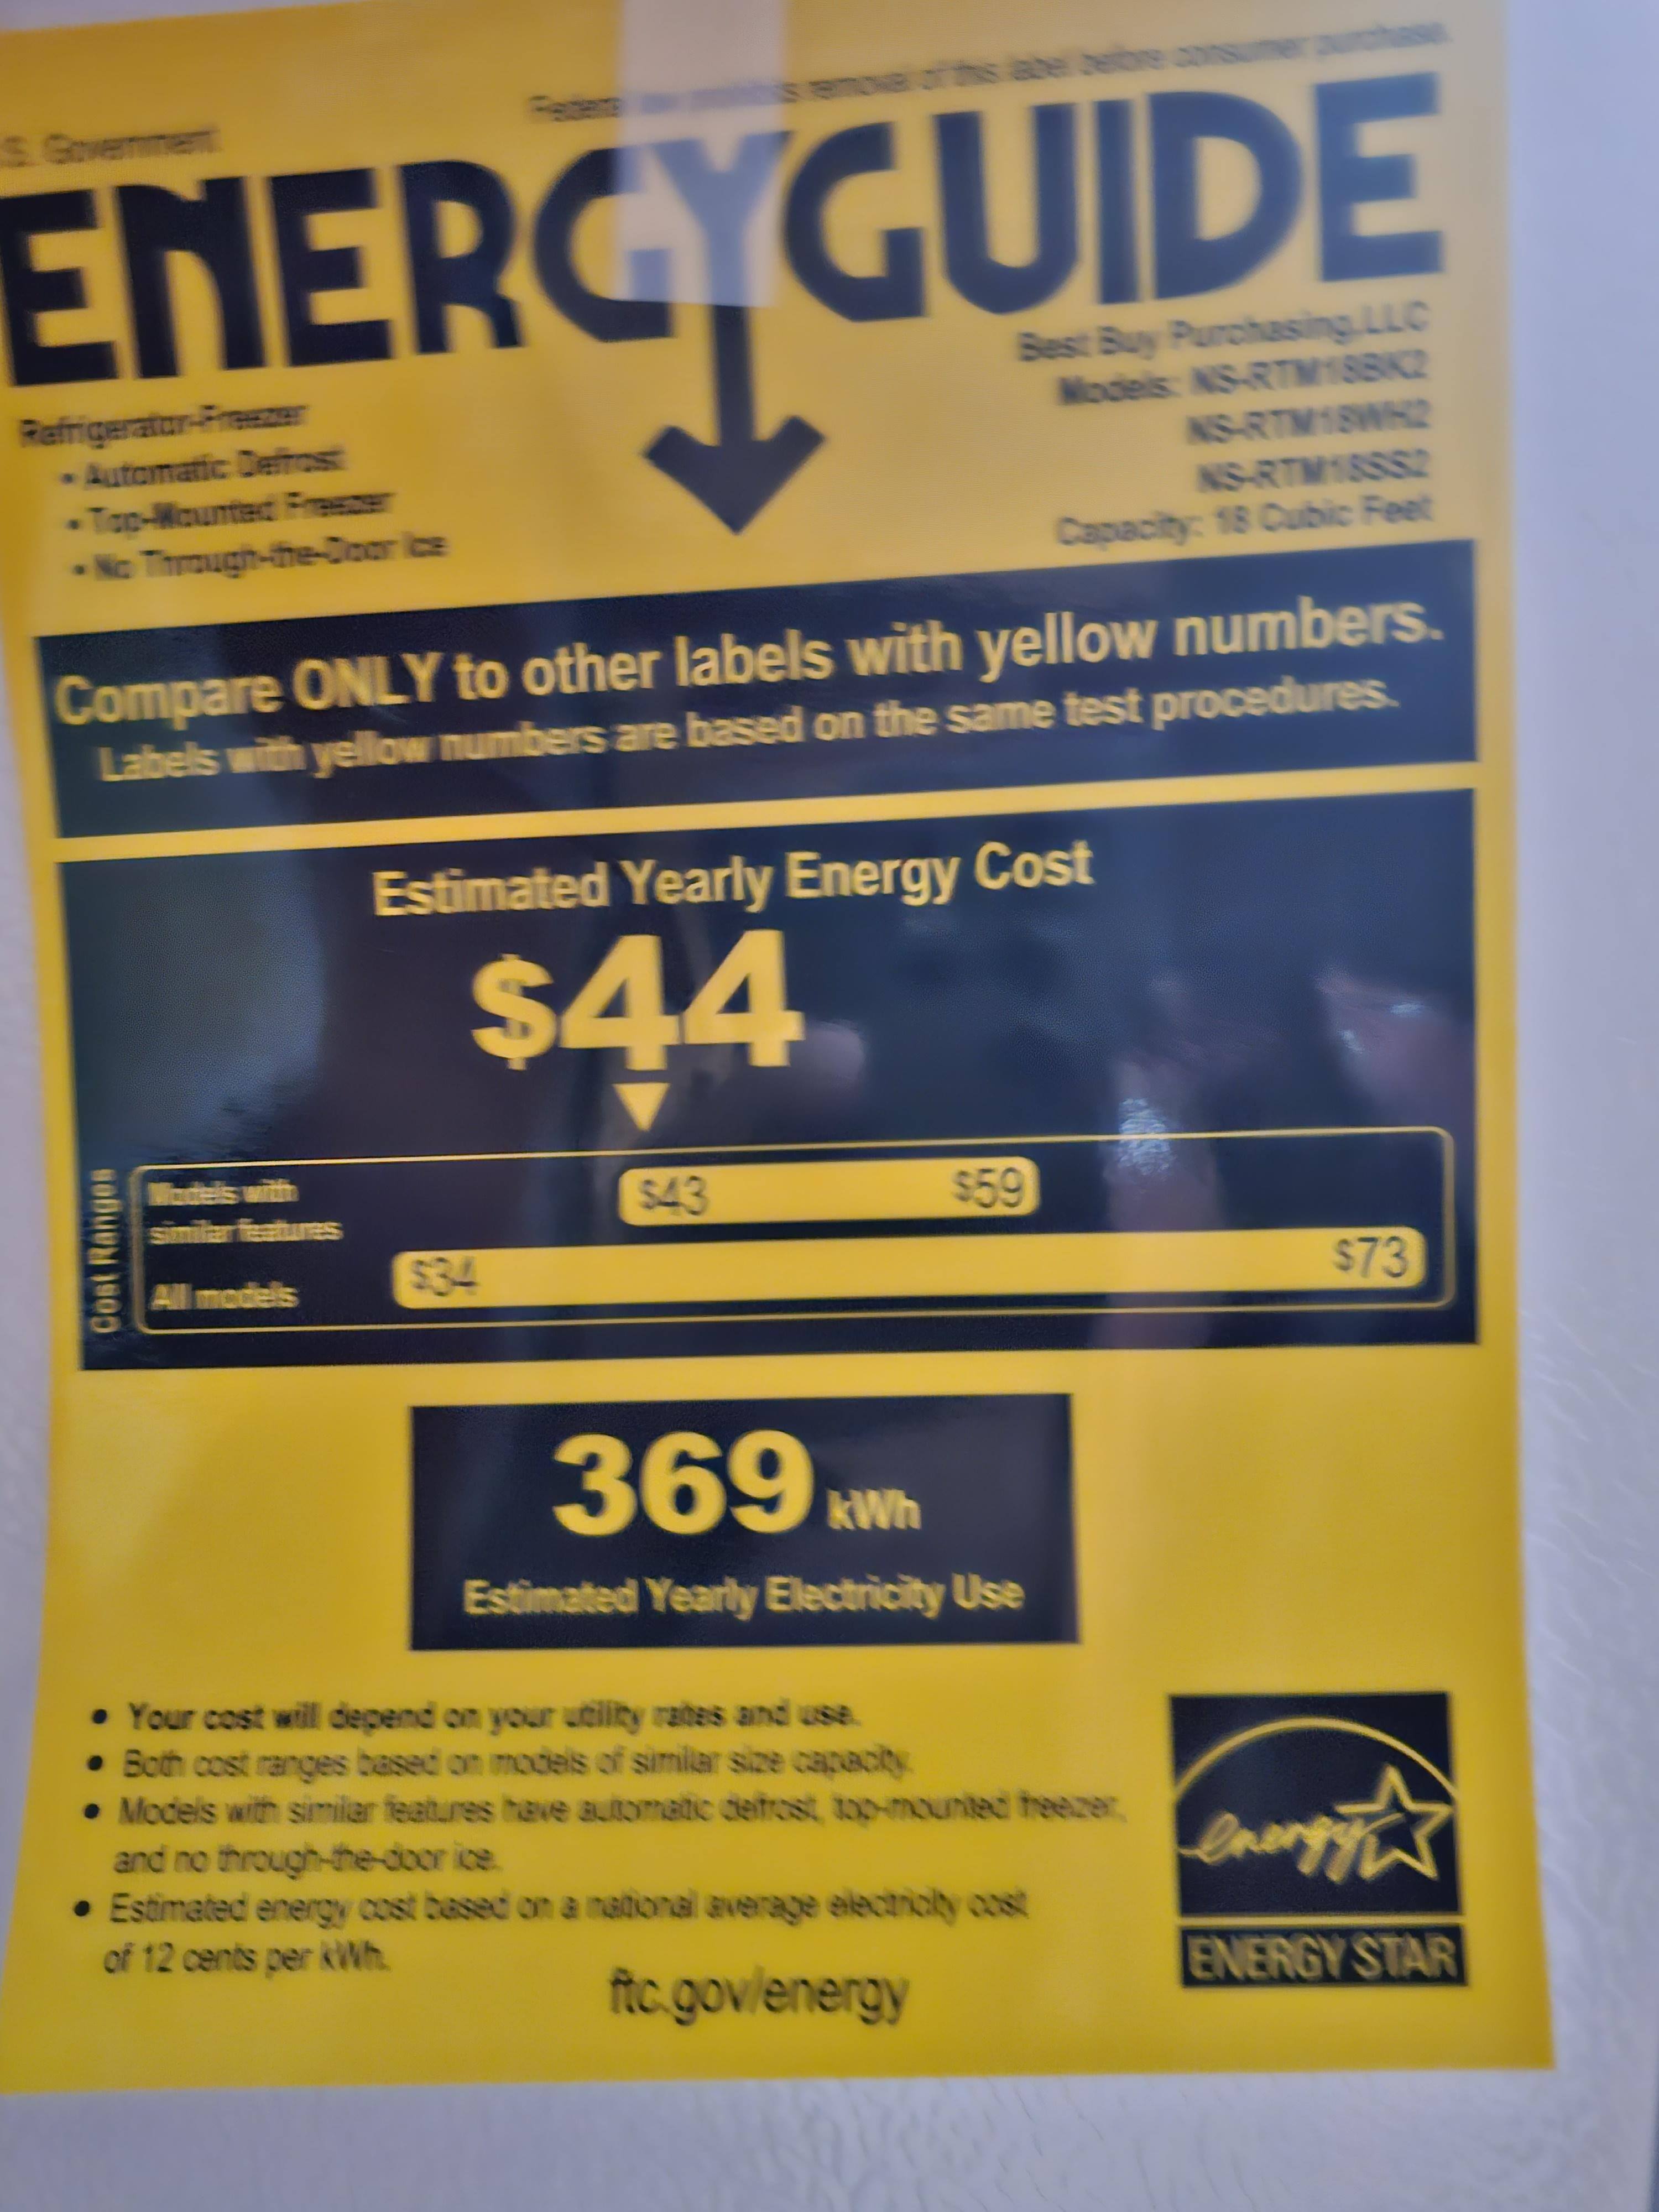 .S. Government
Federal law prohibits removal of this label before consumer purchase.
ENERGYGUIDE
Refrigerator-Freezer
• Automatic Defrost
• Top-Mounted Freezer
• No Through-the-Door Ice
Best Buy Purchasing,LLC
Models: NS-RTM18BK2
NS-RTM18WH2
NS-RTM18SS2
Capacity: 18 Cubic Feet
Compare ONLY to other labels with yellow numbers.
Labels with yellow numbers are based on the same test procedures.
Estimated Yearly Energy Cost
$44
Cost Ranges
Models with
similar features
$43 $59
All models
$34 $73
369 kWh
Estimated Yearly Electricity Use
• Your cost will depend on your utility rates and use.
• Both cost ranges based on models of similar size capacity.
• Models with similar features have automatic defrost, top-mounted freezer,
and no through-the-door ice.
• Estimated energy cost based on a national average electricity cost
of 12 cents per kWh.
ftc.gov/energy
energy
ENERGY STAR